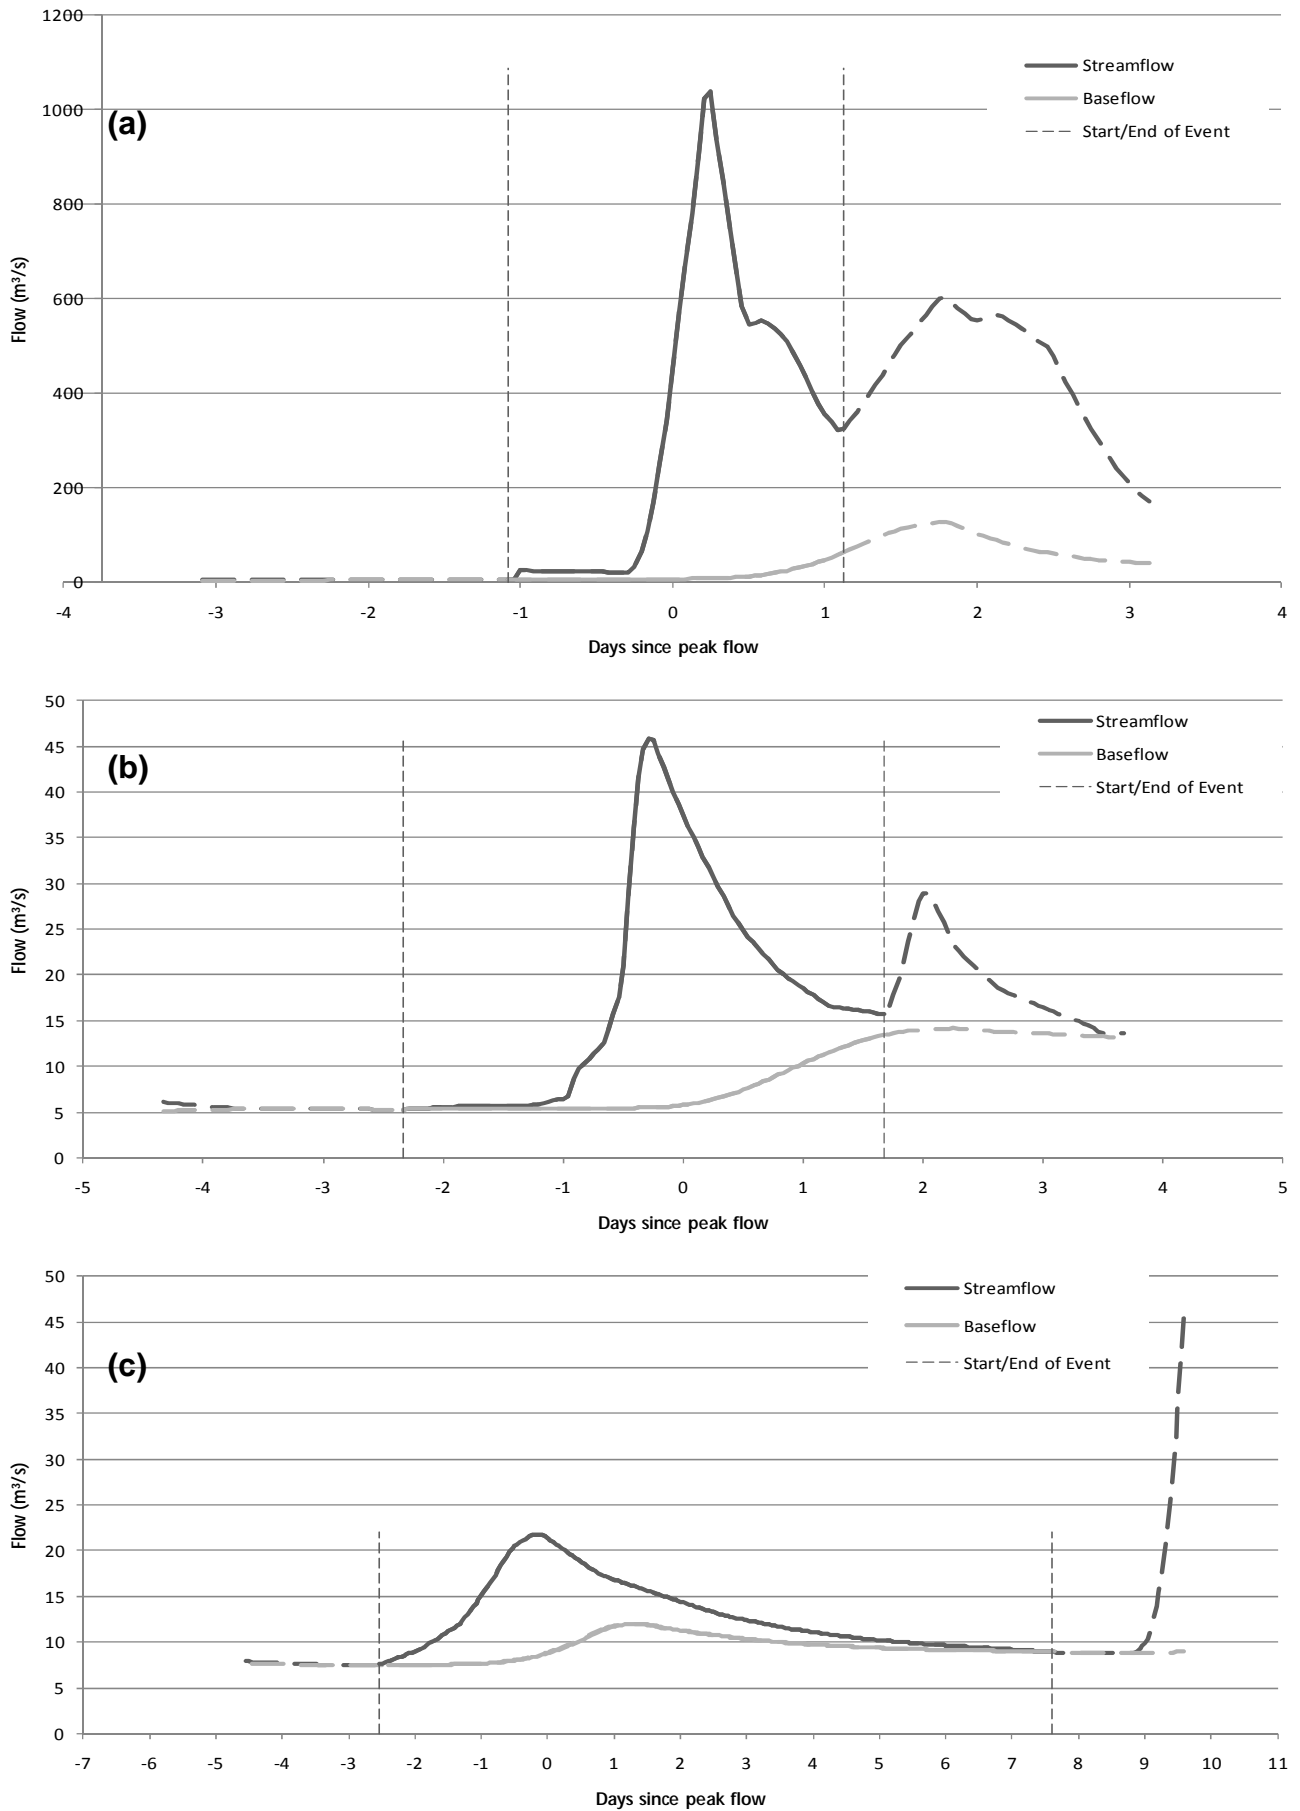 1200
1000
800
600
400
200
0
(a)
Flow (m³/s)
Streamflow
Baseflow
Start/End of Event
-4 -3 -2 -1 0 1 2 3 4
Days since peak flow
50
45
40
35
30
25
20
15
10
5
0
(b)
Flow (m³/s)
Streamflow
Baseflow
Start/End of Event
-5 -4 -3 -2 -1 0 1 2 3 4 5
Days since peak flow
50
45
40
35
30
25
20
15
10
5
0
(c)
Flow (m³/s)
Streamflow
Baseflow
Start/End of Event
-7 -6 -5 -4 -3 -2 -1 0 1 2 3 4 5 6 7 8 9 10 11
Days since peak flow